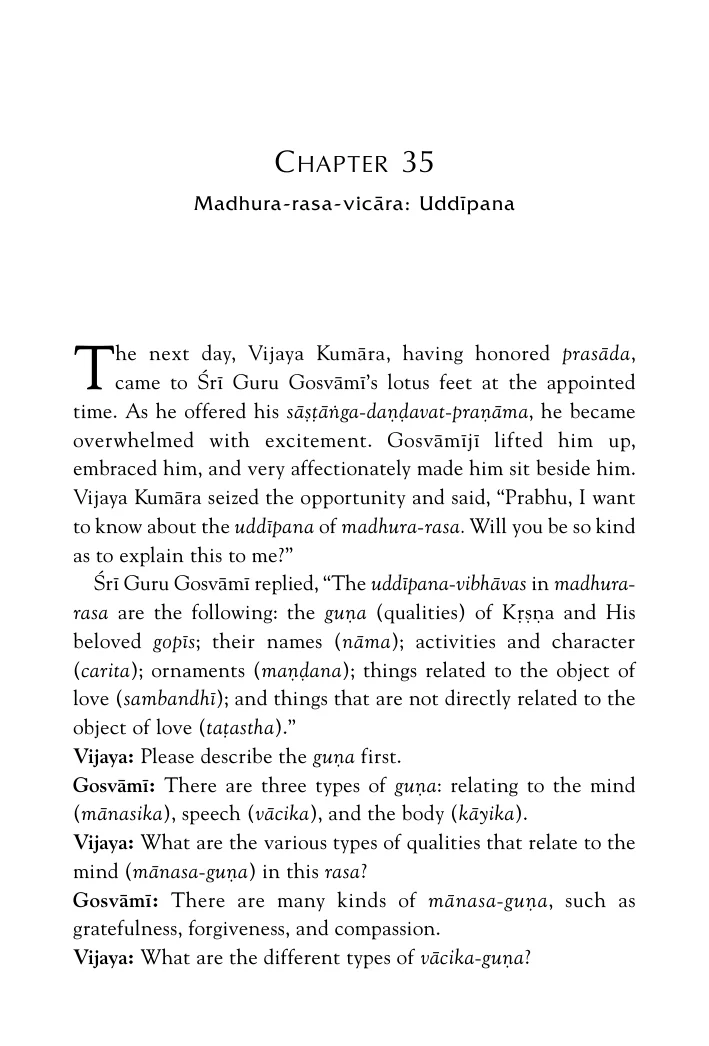 CHAPTER 35
Madhura-rasa-vicāra: Uddīpana
The next day, Vijaya Kumāra, having honored prasāda,
came to Śrī Guru Gosvāmī’s lotus feet at the appointed
time. As he offered his sāṣṭāṅga-daṇḍavat-praṇāma, he became
overwhelmed with excitement. Gosvāmījī lifted him up,
embraced him, and very affectionately made him sit beside him.
Vijaya Kumāra seized the opportunity and said, “Prabhu, I want
to know about the uddīpana of madhura-rasa. Will you be so kind
as to explain this to me?”
Śrī Guru Gosvāmī replied, “The uddīpana-vibhāvas in madhura-
rasa are the following: the guṇa (qualities) of Kṛṣṇa and His
beloved gopīs; their names (nāma); activities and character
(carita); ornaments (maṇḍana); things related to the object of
love (sambandhī); and things that are not directly related to the
object of love (taṭastha).”
Vijaya: Please describe the guṇa first.
Gosvāmī: There are three types of guṇa: relating to the mind
(mānasika), speech (vācika), and the body (kāyika).
Vijaya: What are the various types of qualities that relate to the
mind (mānasa-guṇa) in this rasa?
Gosvāmī: There are many kinds of mānasa-guṇa, such as
gratefulness, forgiveness, and compassion.
Vijaya: What are the different types of vācika-guṇa?